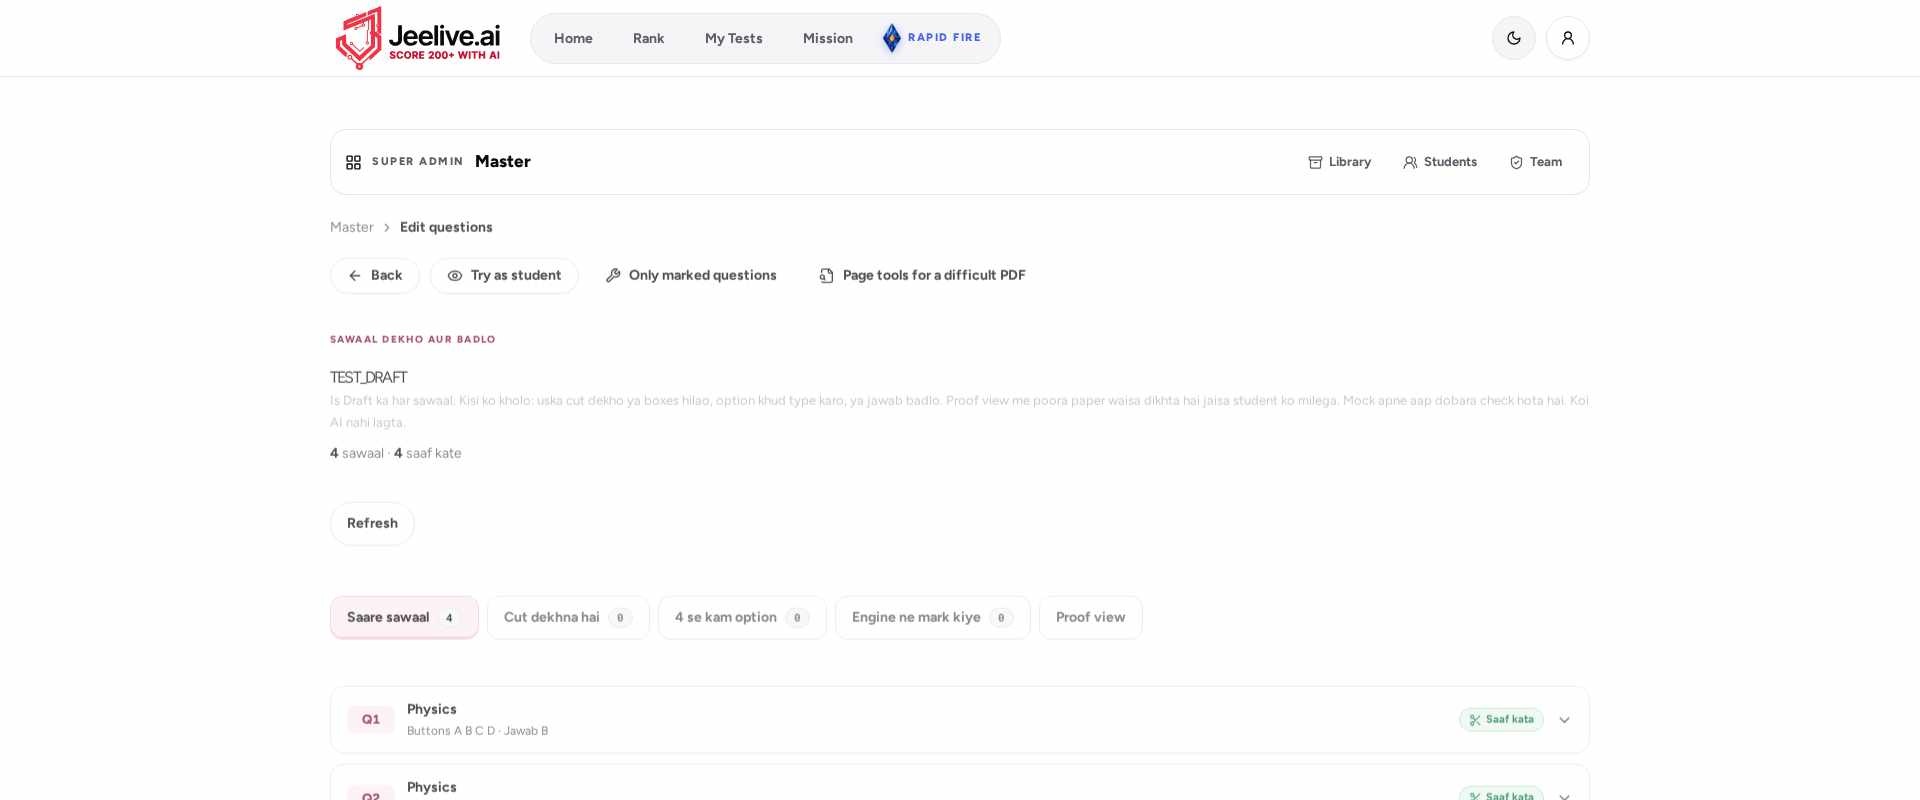 Jeelive.ai
SCORE 200+ WITH AI
Home
Rank
My Tests
Mission
RAPID FIRE
SUPER ADMIN Master
Library
Students
Team
Master > Edit questions
Back
Try as student
Only marked questions
Page tools for a difficult PDF
SAWAAL DEKHO AUR BADLO
TEST_DRAFT
Is Draft ka har sawaal. Kisi ko kholo: uska cut dekho ya boxes hilao, option khud type karo, ya jawab badlo. Proof view me poora paper waisa dikhta hai jaisa student ko milega. Mock apne aap dobara check hota hai. Koi
AI nahi lagta.
4 sawaal · 4 saaf kate
Refresh
Saare sawaal 4
Cut dekhna hai 0
4 se kam option 0
Engine ne mark kiye 0
Proof view
Q1
Physics
Buttons A B C D · Jawab B
Saaf kata
Q2
Physics
Saaf kata